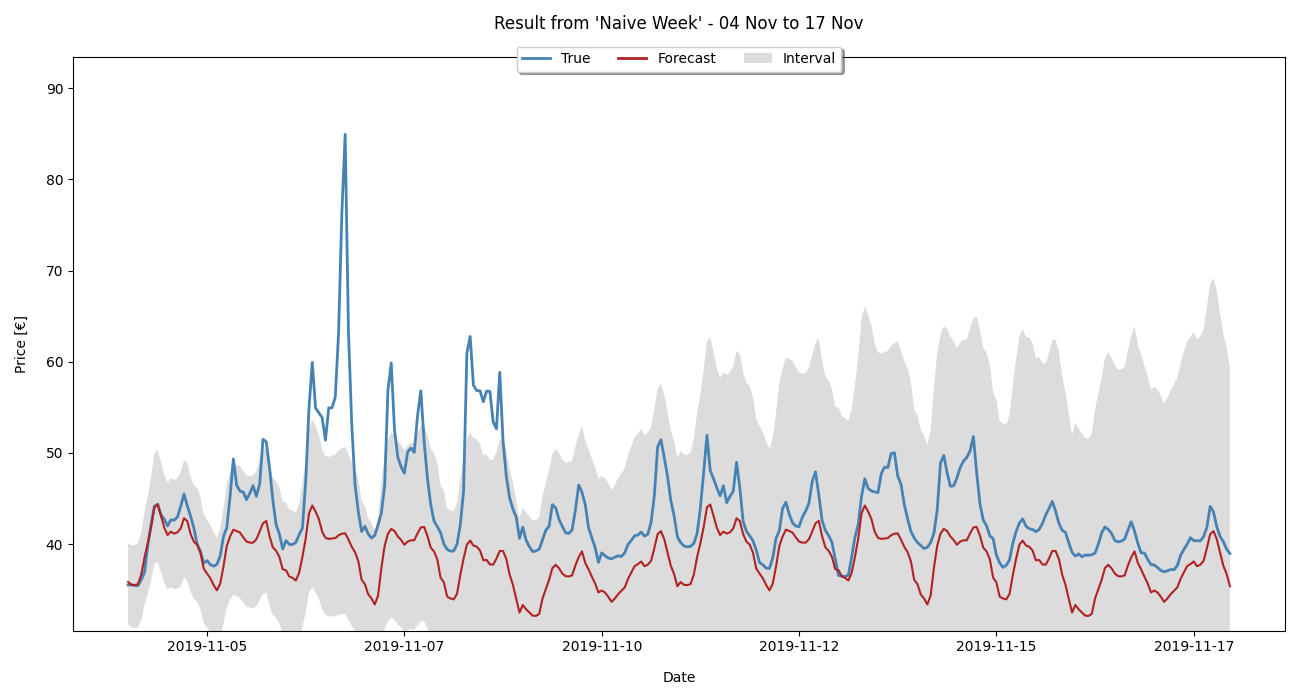 Result from 'Naive Week' - 04 Nov to 17 Nov
True
Forecast
Interval
90
80
70
60
50
40
Price [€]
2019-11-05
2019-11-07
2019-11-10
2019-11-12
2019-11-15
2019-11-17
Date